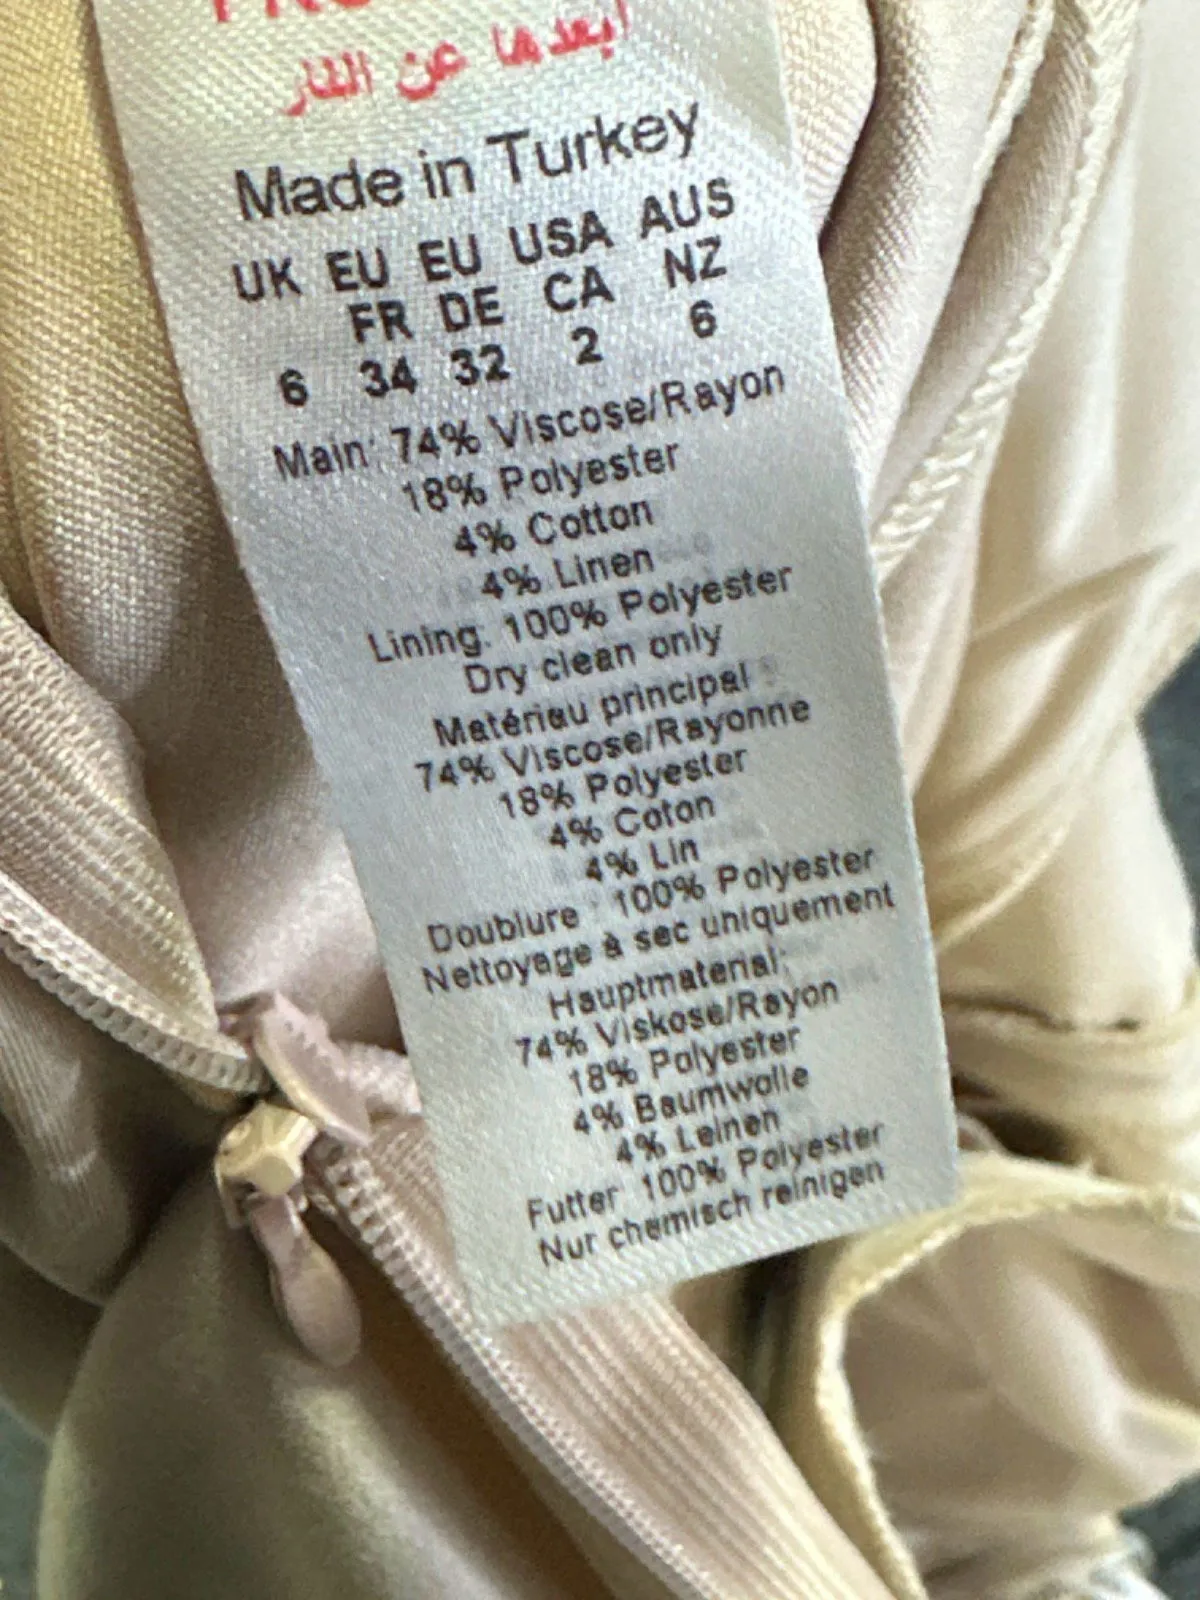 أبعدها عن النار
Made in Turkey
UK EU EU USA AUS
FR DE CA NZ
6 34 32 2 6
Main: 74% Viscose/Rayon
18% Polyester
4% Cotton
4% Linen
Lining: 100% Polyester
Dry clean only
Matériau principal
74% Viscose/Rayonne
18% Polyester
4% Coton
4% Lin
Doublure : 100% Polyester
Nettoyage à sec uniquement
Hauptmaterial:
74% Viskose/Rayon
18% Polyester
4% Baumwolle
4% Leinen
Futter: 100% Polyester
Nur chemisch reinigen